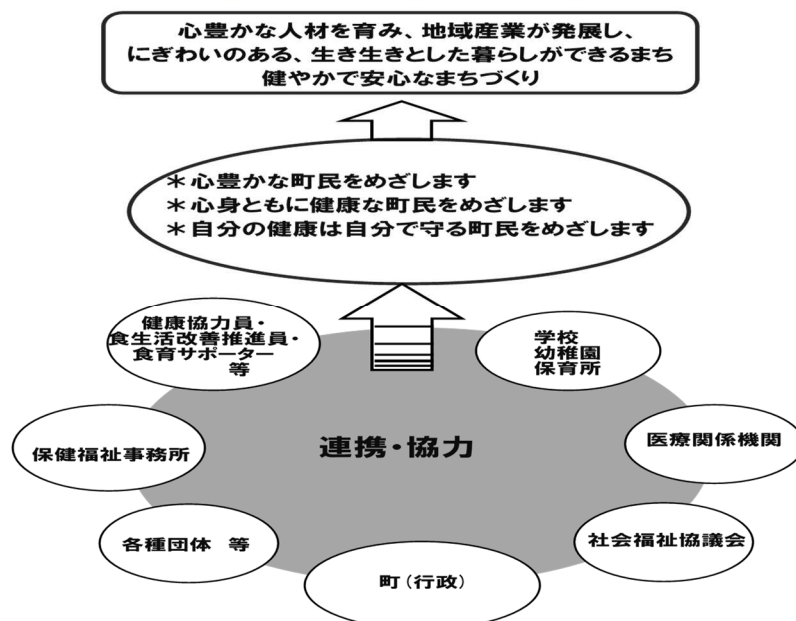 心豊かな人材を育み、地域産業が発展し、
にぎわいのある、生き生きとした暮らしができるまち
健やかで安心なまちづくり
＊心豊かな町民をめざします
＊心身ともに健康な町民をめざします
＊自分の健康は自分で守る町民をめざします
健康協力員・
食生活改善推進員・
食育サポーター
等
学校
幼稚園
保育所
保健福祉事務所
連携・協力
医療関係機関
各種団体　等
社会福祉協議会
町（行政）